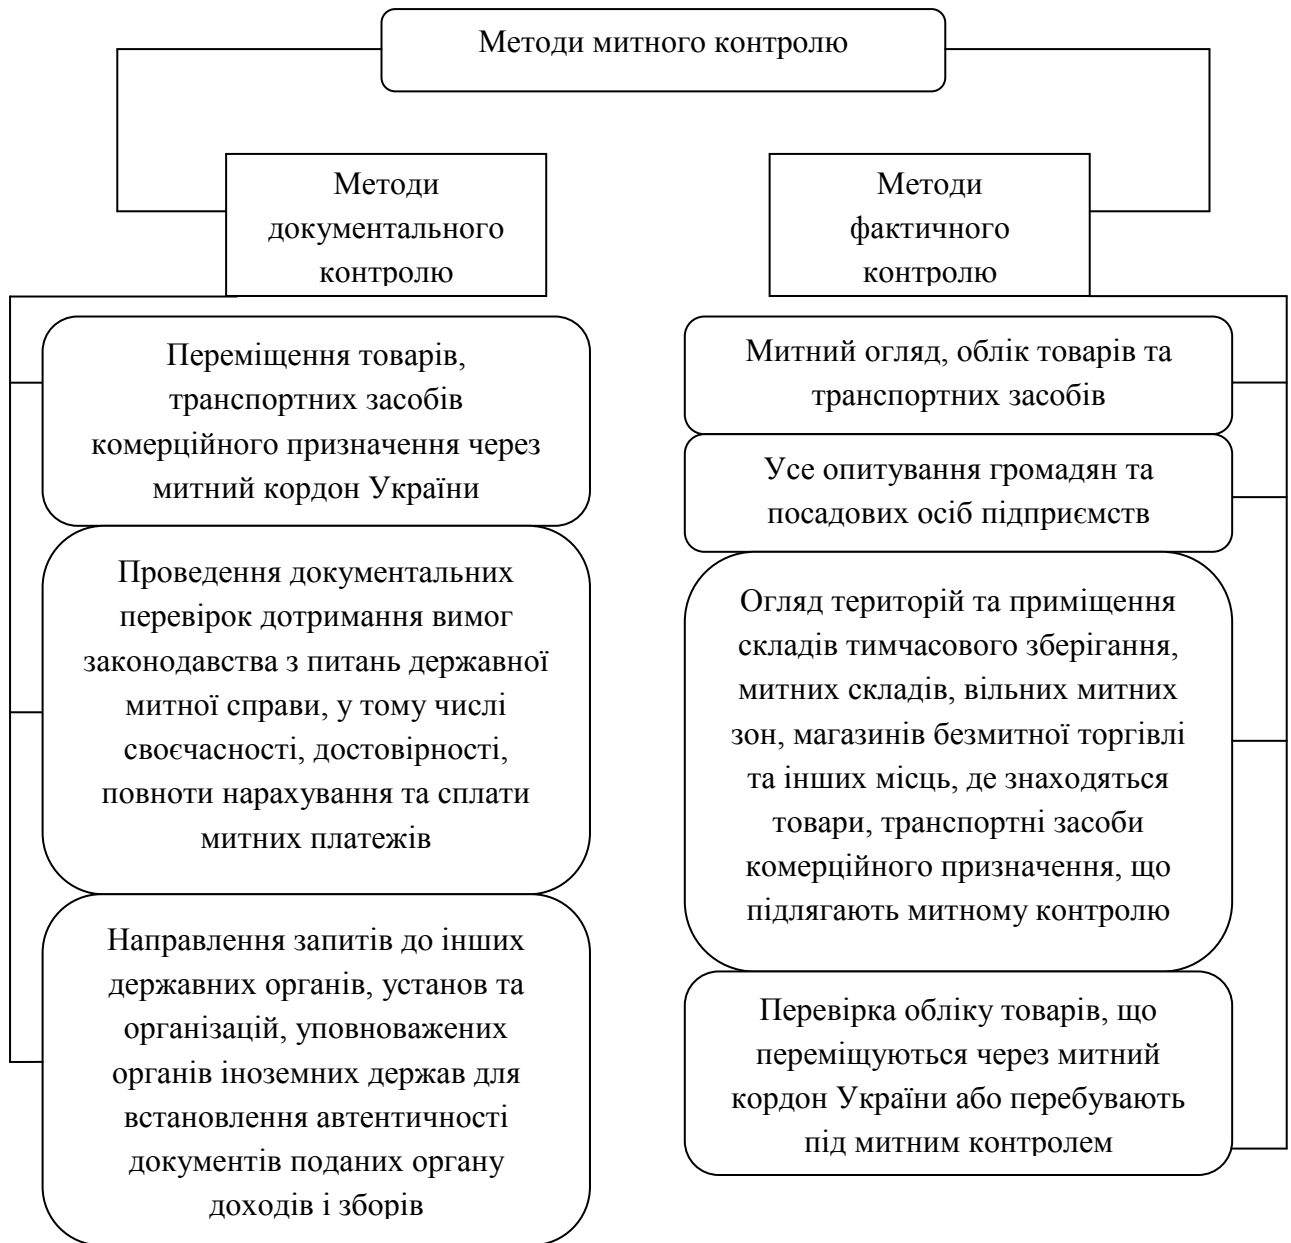 Методи митного контролю
Методи
документального
контролю
Переміщення товарів,
транспортних засобів
комерційного призначення через
митний кордон України
Проведення документальних
перевірок дотримання вимог
законодавства з питань державної
митної справи, у тому числі
своєчасності, достовірності,
повноти нарахування та сплати
митних платежів
Направлення запитів до інших
державних органів, установ та
організацій, уповноважених
органів іноземних держав для
встановлення автентичності
документів поданих органу
доходів і зборів
Методи
фактичного
контролю
Митний огляд, облік товарів та
транспортних засобів
Усе опитування громадян та
посадових осіб підприємств
Огляд територій та приміщення
складів тимчасового зберігання,
митних складів, вільних митних
зон, магазинів безмитної торгівлі
та інших місць, де знаходяться
товари, транспортні засоби
комерційного призначення, що
підлягають митному контролю
Перевірка обліку товарів, що
переміщуються через митний
кордон України або перебувають
під митним контролем